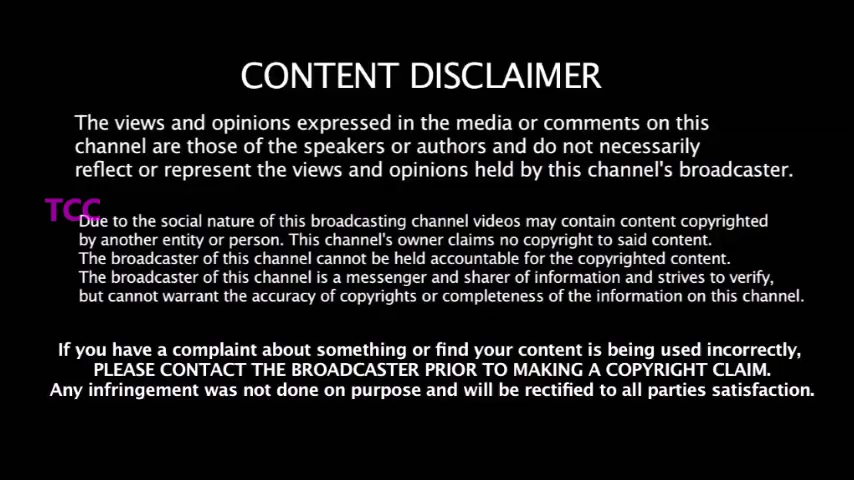 CONTENT DISCLAIMER
The views and opinions expressed in the media or comments on this
channel are those of the speakers or authors and do not necessarily
reflect or represent the views and opinions held by this channel's broadcaster.
TCC
Due to the social nature of this broadcasting channel videos may contain content copyrighted
by another entity or person. This channel's owner claims no copyright to said content.
The broadcaster of this channel cannot be held accountable for the copyrighted content.
The broadcaster of this channel is a messenger and sharer of information and strives to verify,
but cannot warrant the accuracy of copyrights or completeness of the information on this channel.
If you have a complaint about something or find your content is being used incorrectly,
PLEASE CONTACT THE BROADCASTER PRIOR TO MAKING A COPYRIGHT CLAIM.
Any infringement was not done on purpose and will be rectified to all parties satisfaction.